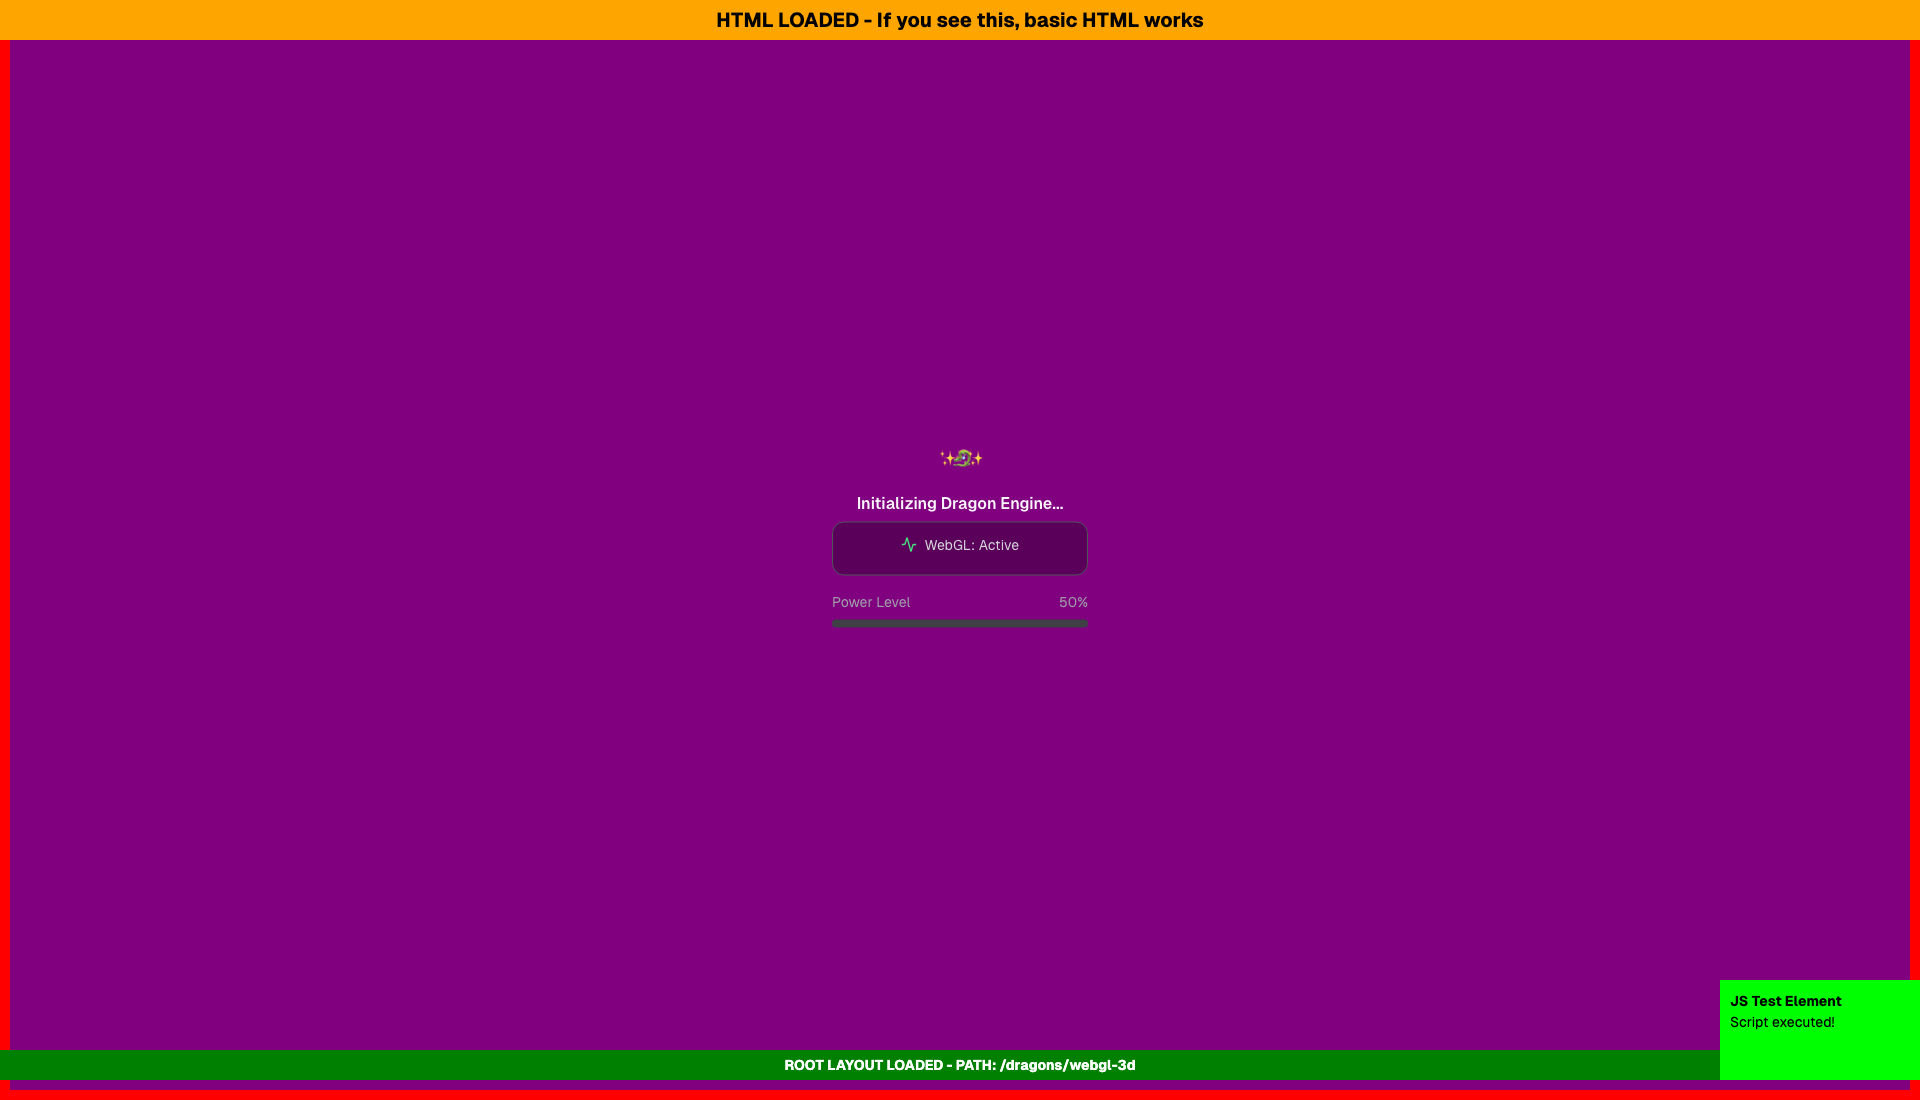 HTML LOADED - If you see this, basic HTML works
Initializing Dragon Engine...
WebGL: Active
Power Level 50%
JS Test Element
Script executed!
ROOT LAYOUT LOADED - PATH: /dragons/webgl-3d